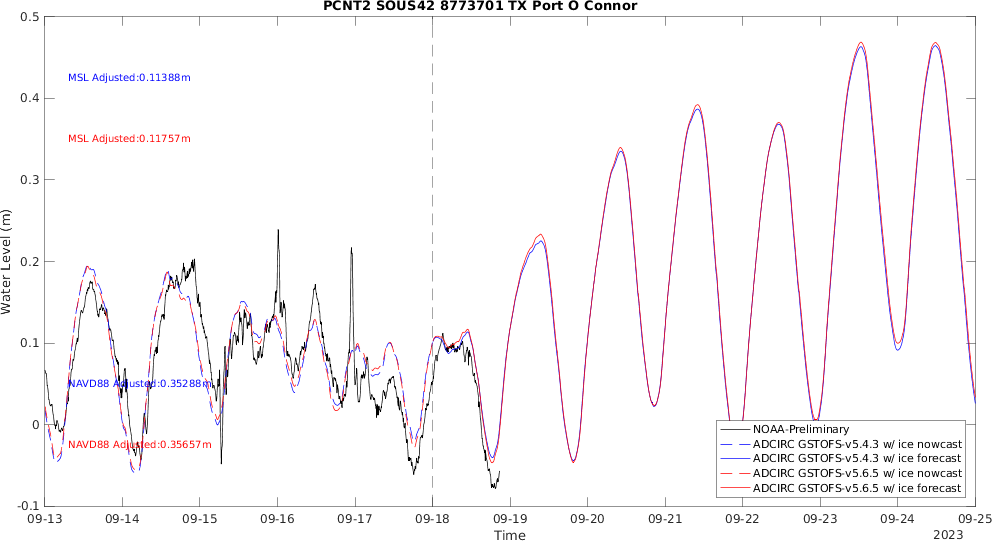 PCNT2 SOUS42 8773701 TX Port O Connor
0.5
0.4
0.3
0.2
0.1
0
-0.1
Water Level (m)
MSL Adjusted:0.11388m
MSL Adjusted:0.11757m
NAVD88 Adjusted:0.35288m
NAVD88 Adjusted:0.35657m
NOAA-Preliminary
ADCIRC GSTOFS-v5.4.3 w/ ice nowcast
ADCIRC GSTOFS-v5.4.3 w/ ice forecast
ADCIRC GSTOFS-v5.6.5 w/ ice nowcast
ADCIRC GSTOFS-v5.6.5 w/ ice forecast
09-13 09-14 09-15 09-16 09-17 09-18 09-19 09-20 09-21 09-22 09-23 09-24 09-25
Time
2023